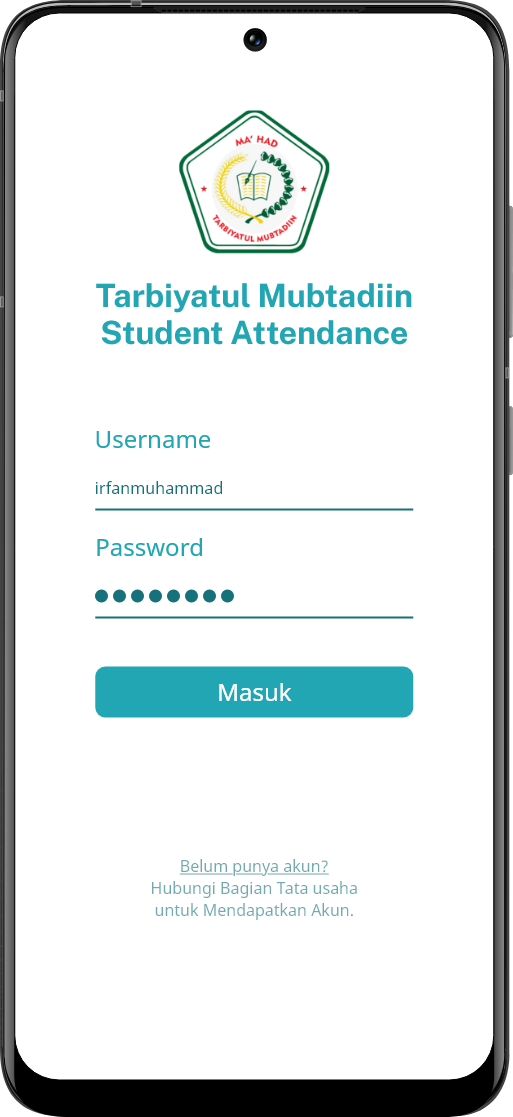 MA' HAD
TARBIYATUL MUBTADIIN
Tarbiyatul Mubtadiin
Student Attendance
Username
irfanmuhammad
Password
Masuk
Belum punya akun?
Hubungi Bagian Tata usaha
untuk Mendapatkan Akun.